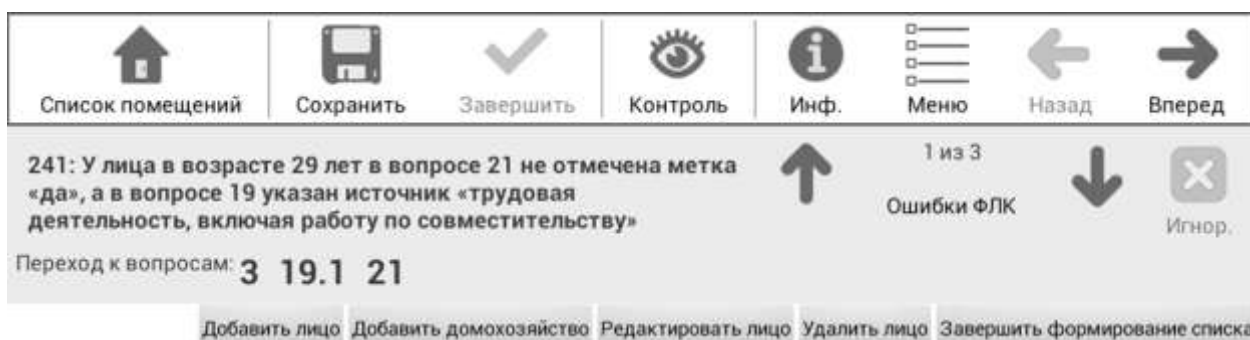 Список помещений Сохранить Завершить Контроль Инф. Меню Назад Вперед
241: У лица в возрасте 29 лет в вопросе 21 не отмечена метка
«да», а в вопросе 19 указан источник «трудовая
деятельность, включая работу по совместительству»
1 из 3
Ошибки ФЛК
Игнор.
Переход к вопросам: 3 19.1 21
Добавить лицо Добавить домохозяйство Редактировать лицо Удалить лицо Завершить формирование списка